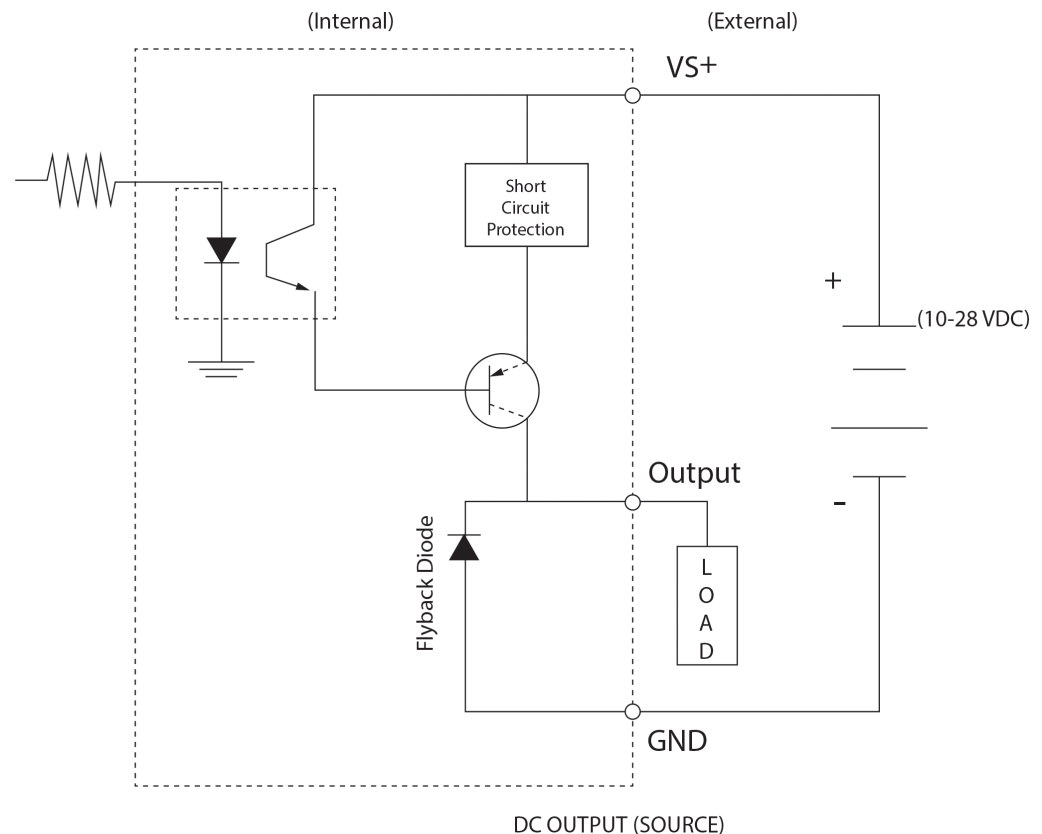 (Internal)
(External)
VS+
Short
Circuit
Protection
+
(10-28 VDC)
Output
-
Flyback Diode
L
O
A
D
GND
DC OUTPUT (SOURCE)